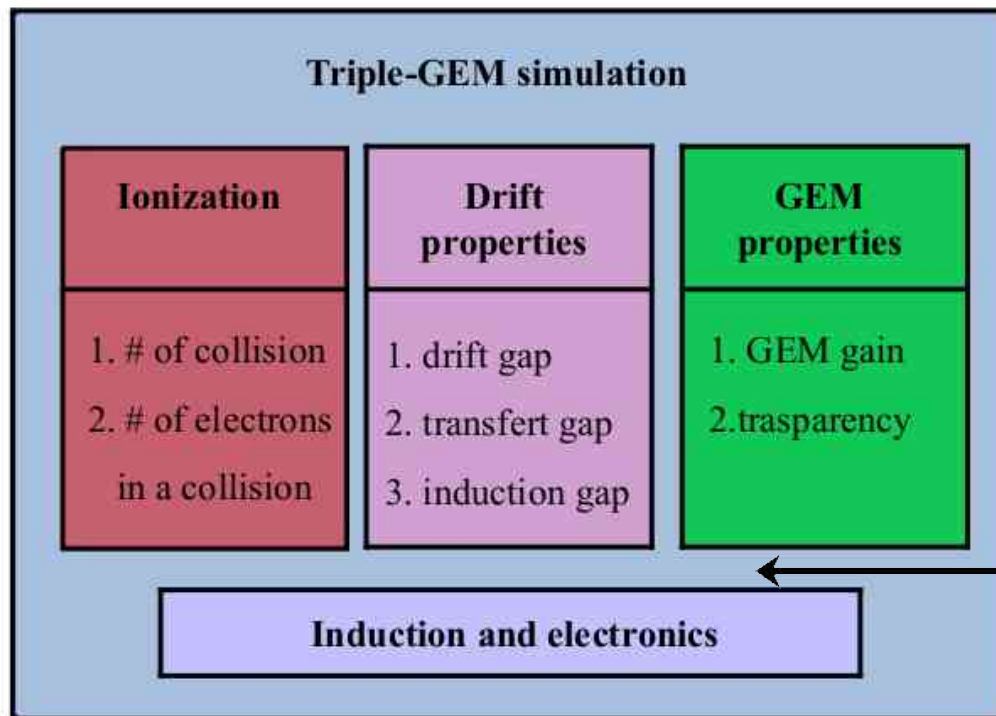 Triple-GEM simulation
Ionization
1. # of collision
2. # of electrons
in a collision
Drift
properties
1. drift gap
2. transfert gap
3. induction gap
GEM
properties
1. GEM gain
2.trasparency
Induction and electronics